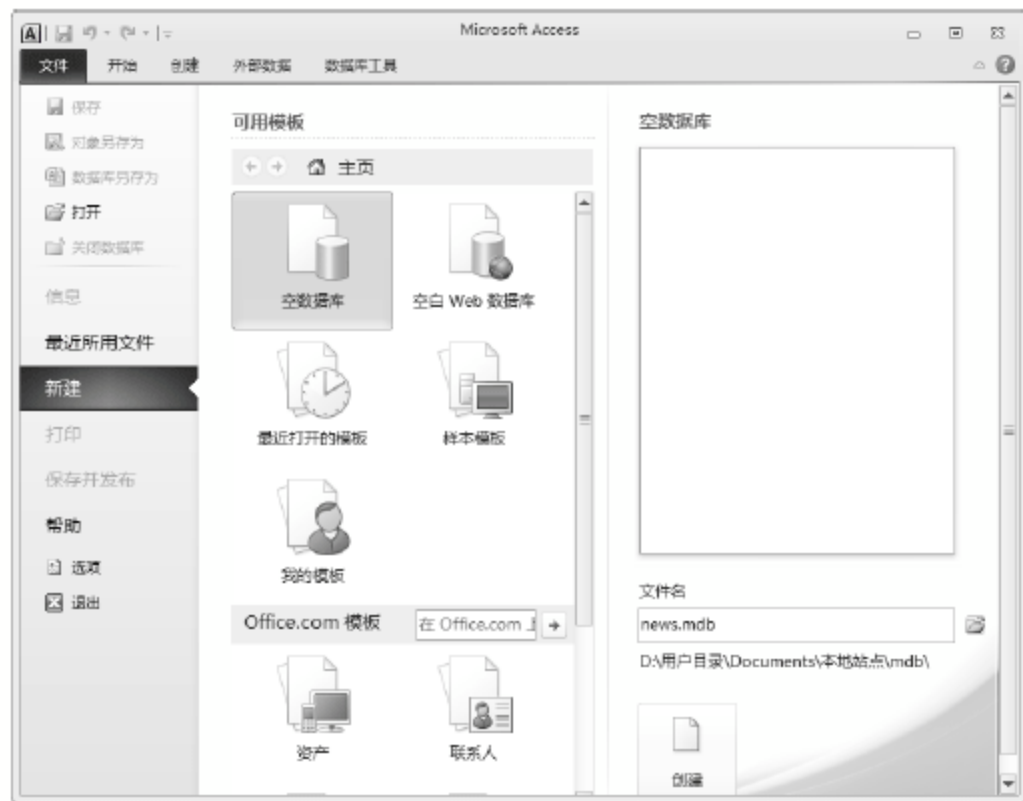 Microsoft Access
文件 开始 创建 外部数据 数据库工具
保存
对象另存为
数据库另存为
打开
关闭数据库
信息
最近所用文件
新建
打印
保存并发布
帮助
选项
退出
可用模板
主页
空数据库
空白 Web 数据库
最近打开的模板
样本模板
我的模板
Office.com 模板
在 Office.com 上
资产
联系人
空数据库
文件名
news.mdb
D:\用户目录\Documents\本地站点\mdb\
创建